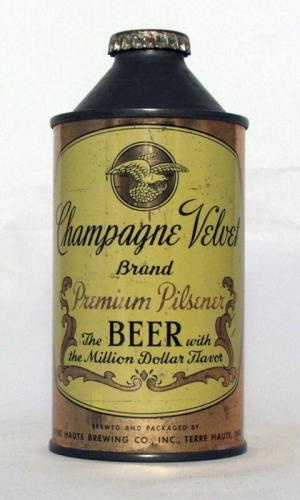 Champagne Velvet
Brand
Premium Pilsener
The BEER with
the Million Dollar Flavor
BREWED AND PACKAGED BY
HAUTE BREWING CO., INC., TERRE HAUTE,